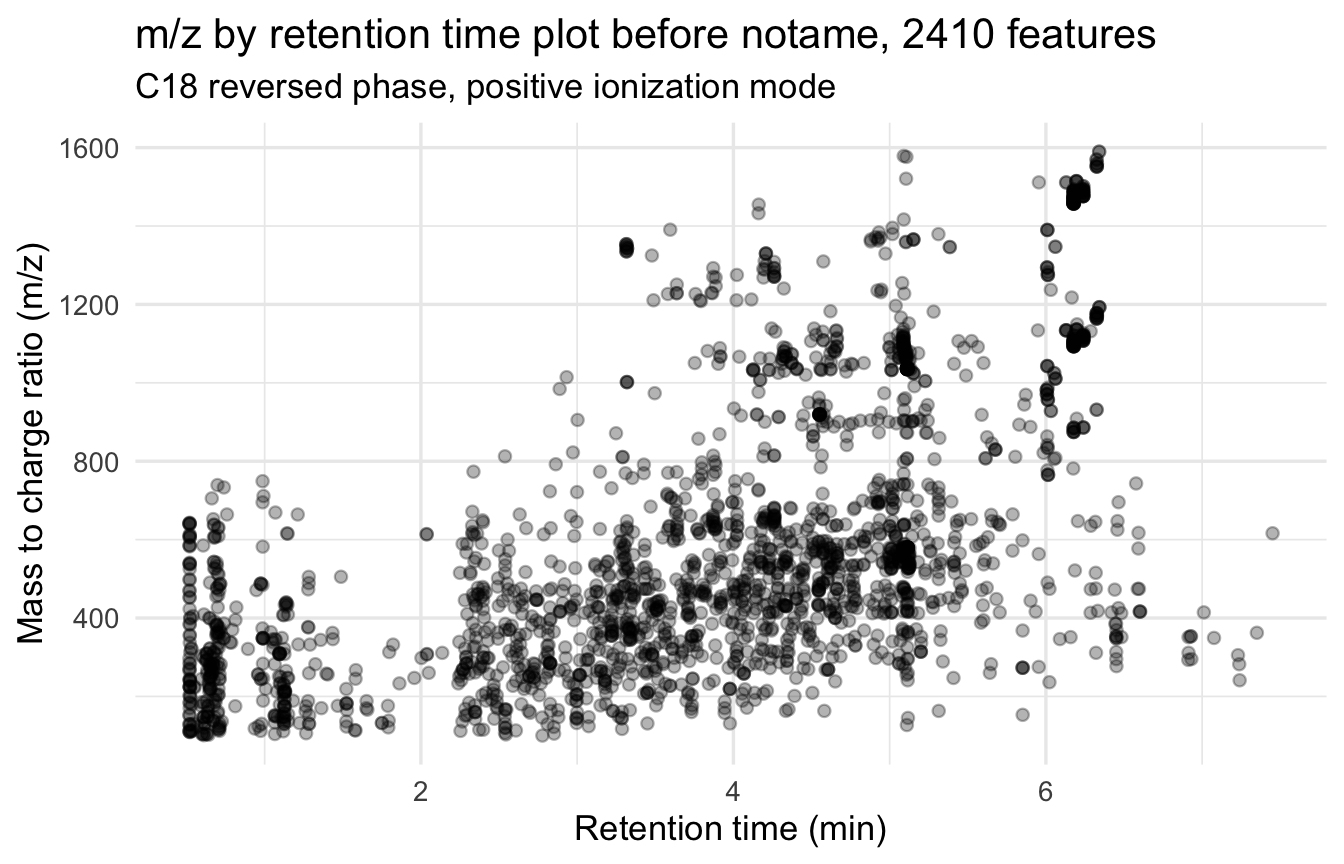 m/z by retention time plot before notame, 2410 features
C18 reversed phase, positive ionization mode
Mass to charge ratio (m/z)
1600
1200
800
400
2 4 6
Retention time (min)